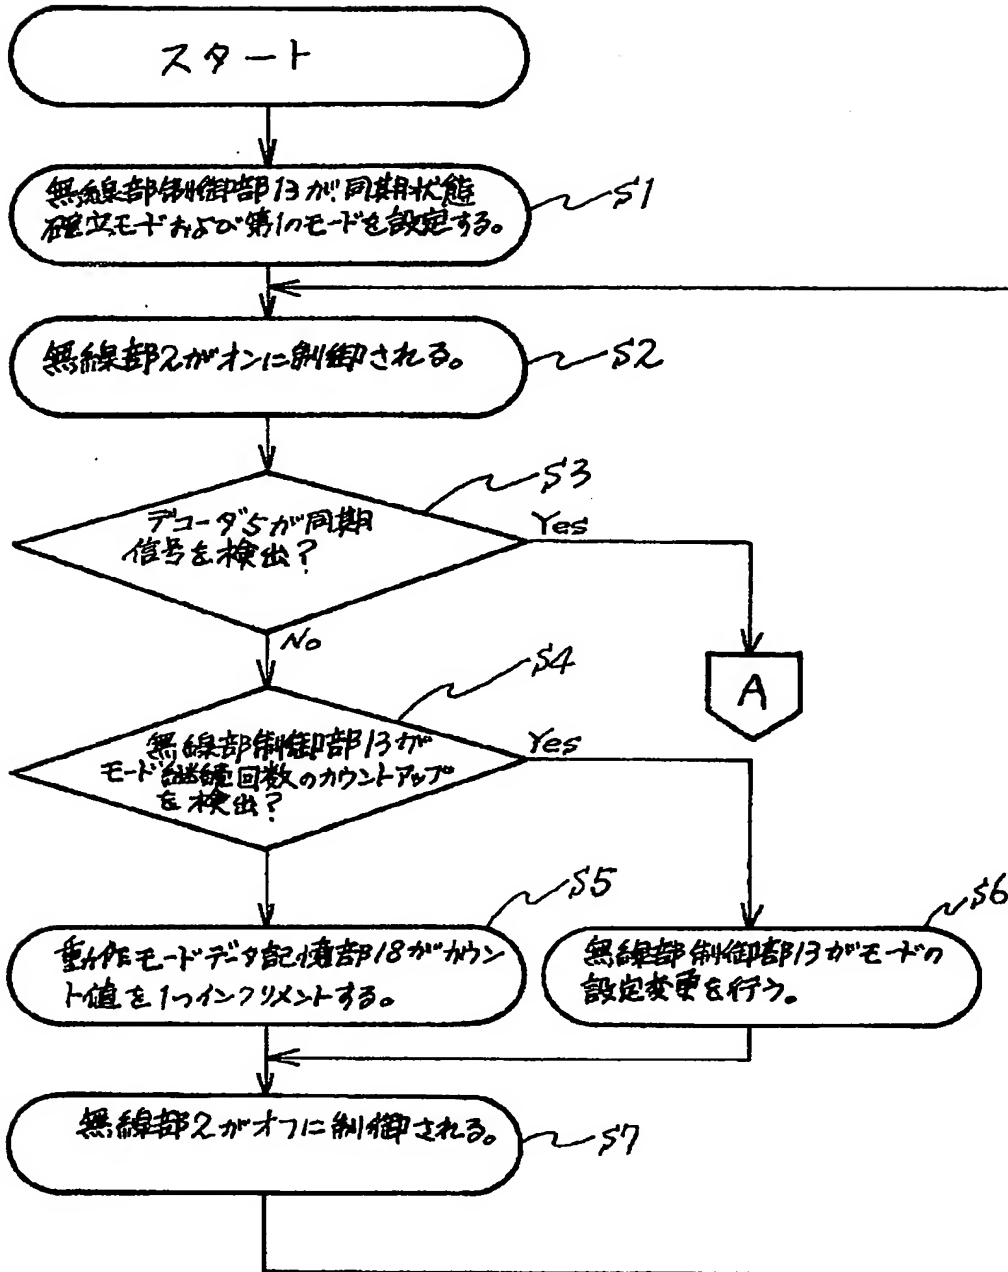 スタート
無線部制御部13が同期状態
確立モードおよび第1のモードを設定する。
S1
無線部2がオンに制御される。
S2
S3
デコーダ5が同期
信号を検出?
Yes
No
A
S4
無線部制御部13が
モード継続回数のカウントアップ
を検出?
Yes
S5
動作モードデータ記憶部18がカウン
ト値を1つインクリメントする。
S6
無線部制御部13がモードの
設定変更を行う。
無線部2がオフに制御される。
S7